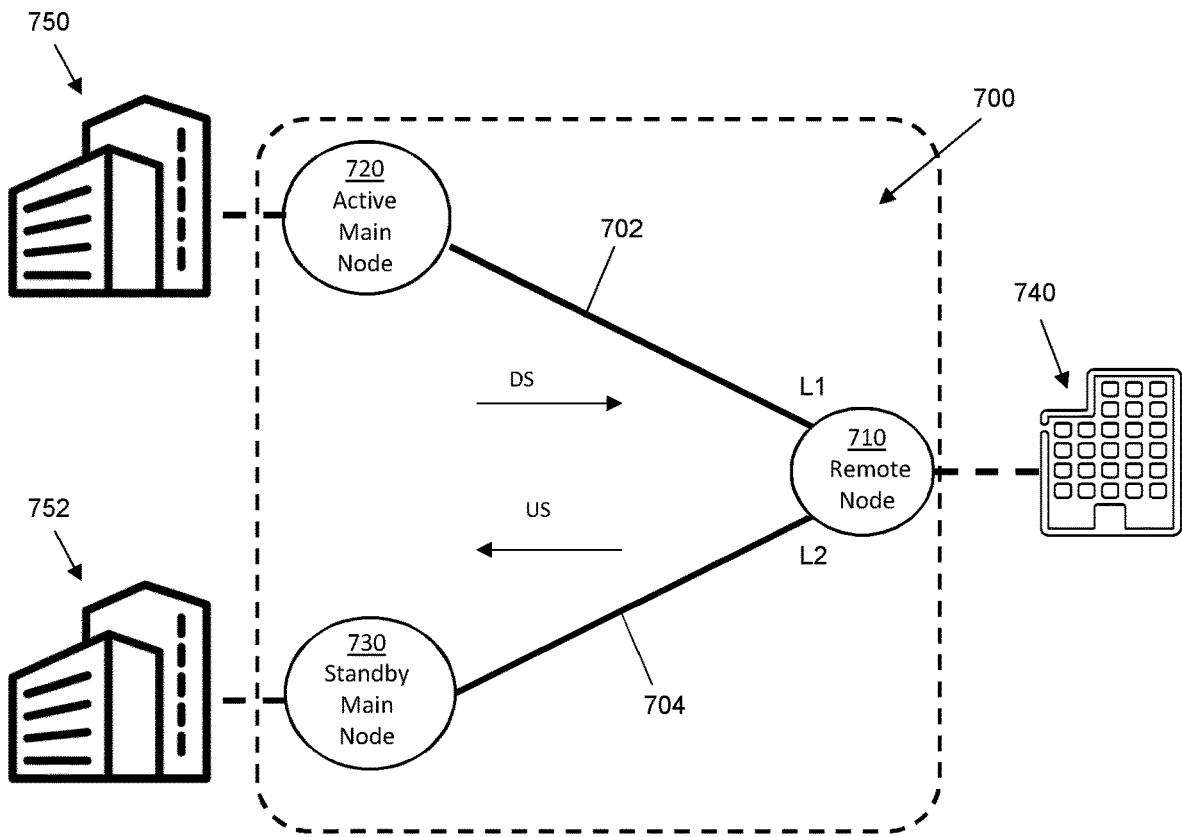 750
700
720
Active
Main
Node
702
740
DS
L1
710
Remote
Node
752
US
L2
730
Standby
Main
Node
704